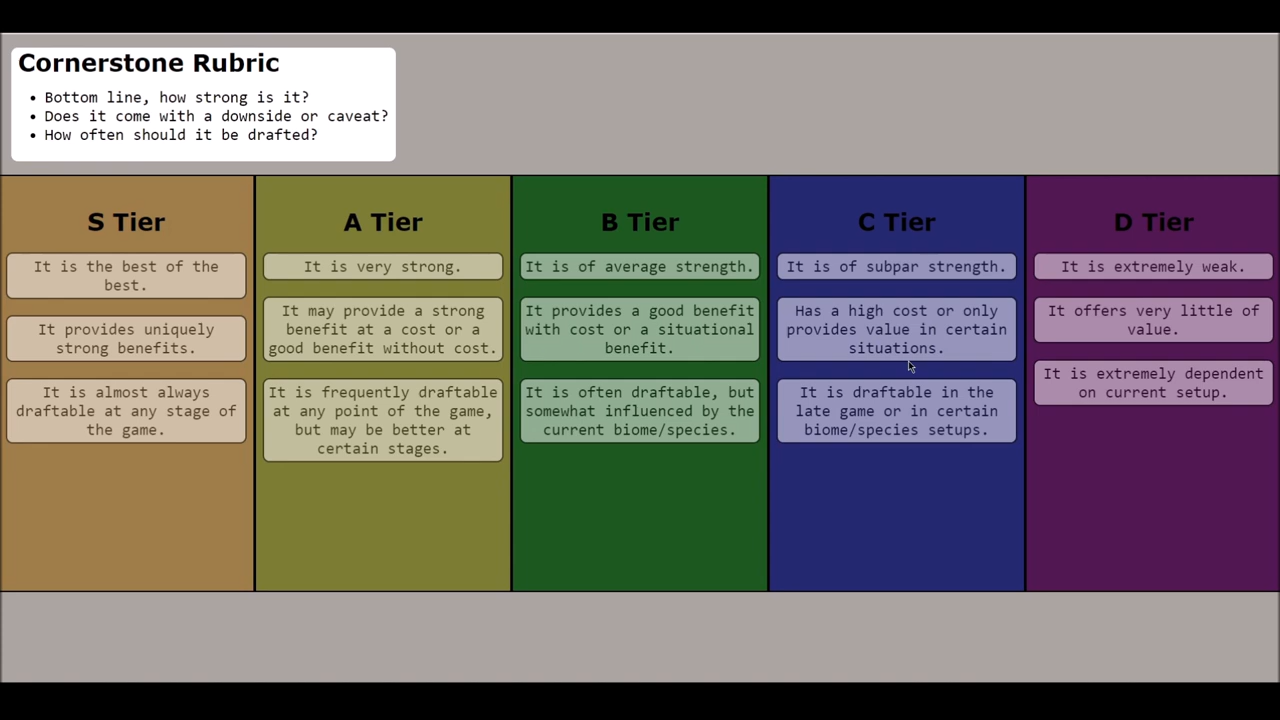 Cornerstone Rubric
• Bottom line, how strong is it?
• Does it come with a downside or caveat?
• How often should it be drafted?
S Tier
It is the best of the
best.
It provides uniquely
strong benefits.
It is almost always
draftable at any stage of
the game.
A Tier
It is very strong.
It may provide a strong
benefit at a cost or a
good benefit without cost.
It is frequently draftable
at any point of the game,
but may be better at
certain stages.
B Tier
It is of average strength.
It provides a good benefit
with cost or a situational
benefit.
It is often draftable, but
somewhat influenced by the
current biome/species.
C Tier
It is of subpar strength.
Has a high cost or only
provides value in certain
situations.
It is draftable in the
late game or in certain
biome/species setups.
D Tier
It is extremely weak.
It offers very little of
value.
It is extremely dependent
on current setup.